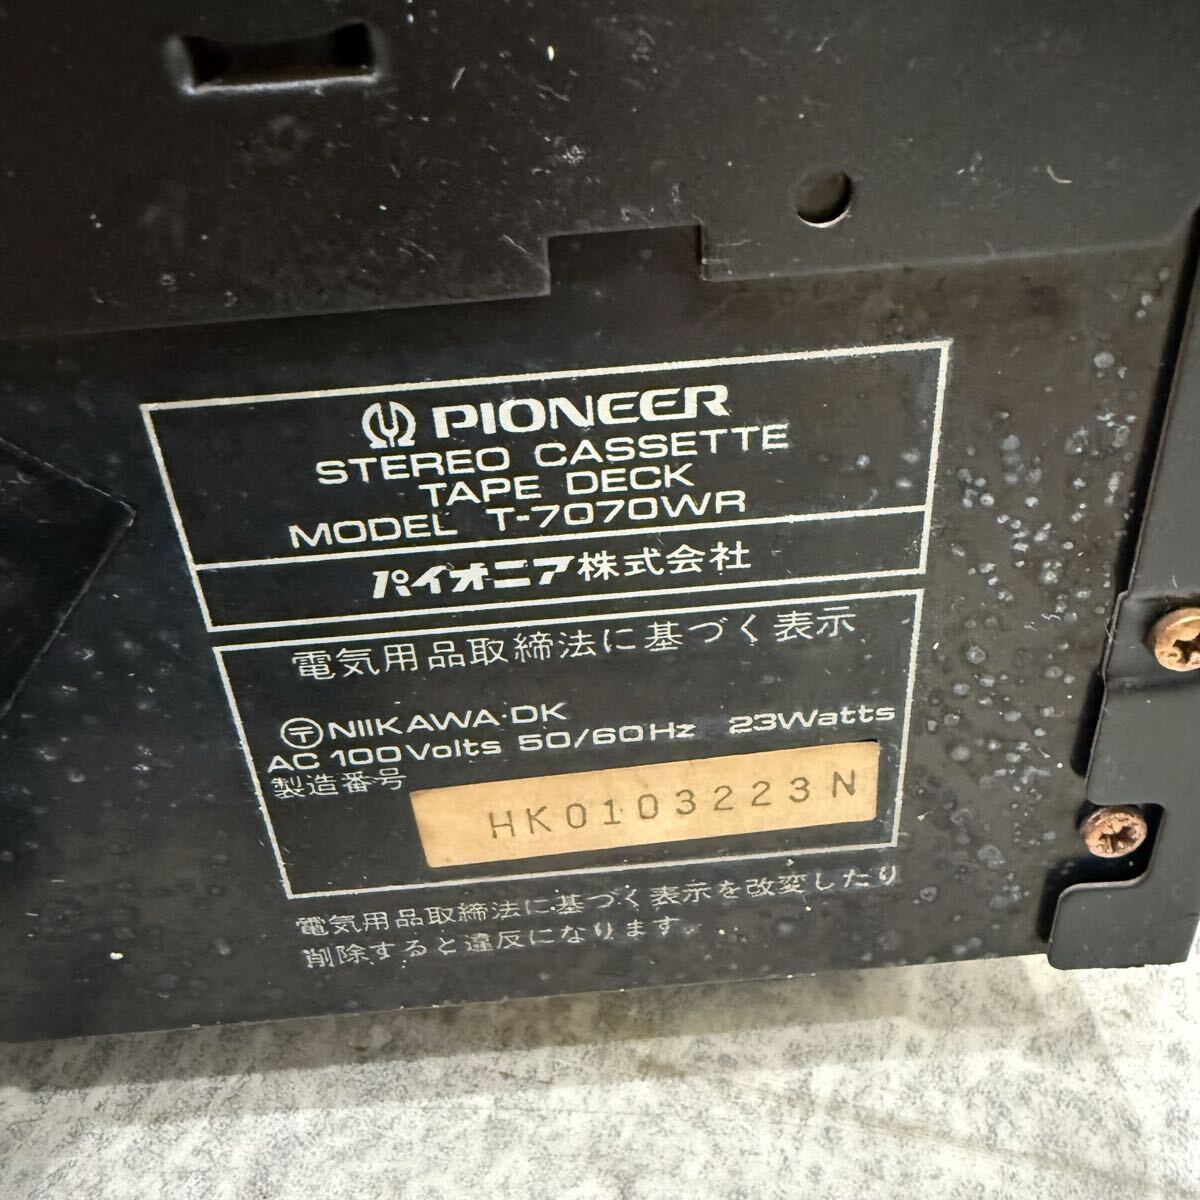 PIONEER
STEREO CASSETTE
TAPE DECK
MODEL T-7070WR
パイオニア株式会社
電気用品取締法に基づく表示
〒 NIIKAWA·DK
AC 100Volts 50/60Hz 23Watts
製造番号 HK0103223N
電気用品取締法に基づく表示を改変したり
削除すると違反になります。